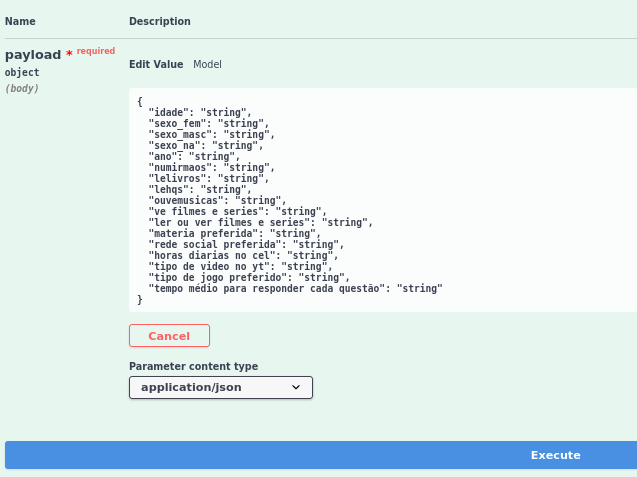 Name Description
payload * required
object
(body)
Edit Value Model
{
"idade": "string",
"sexo_fem": "string",
"sexo_masc": "string",
"sexo_na": "string",
"ano": "string",
"numirmaos": "string",
"lelivros": "string",
"lehqs": "string",
"ouvemusicas": "string",
"ve filmes e series": "string",
"ler ou ver filmes e series": "string",
"materia preferida": "string",
"rede social preferida": "string",
"horas diarias no cel": "string",
"tipo de video no yt": "string",
"tipo de jogo preferido": "string",
"tempo médio para responder cada questão": "string"
}
Cancel
Parameter content type
application/json
Execute